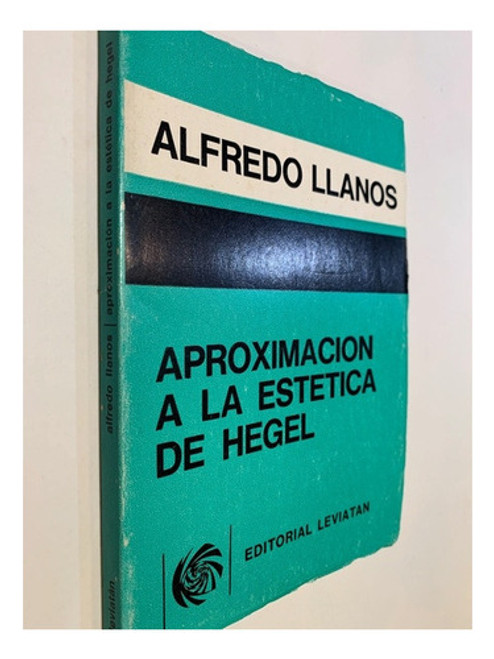 ALFREDO LLANOS
APROXIMACION
A LA ESTETICA
DE HEGEL
EDITORIAL LEVIATAN
alfredo llanos | aproximación a la estética de hegel